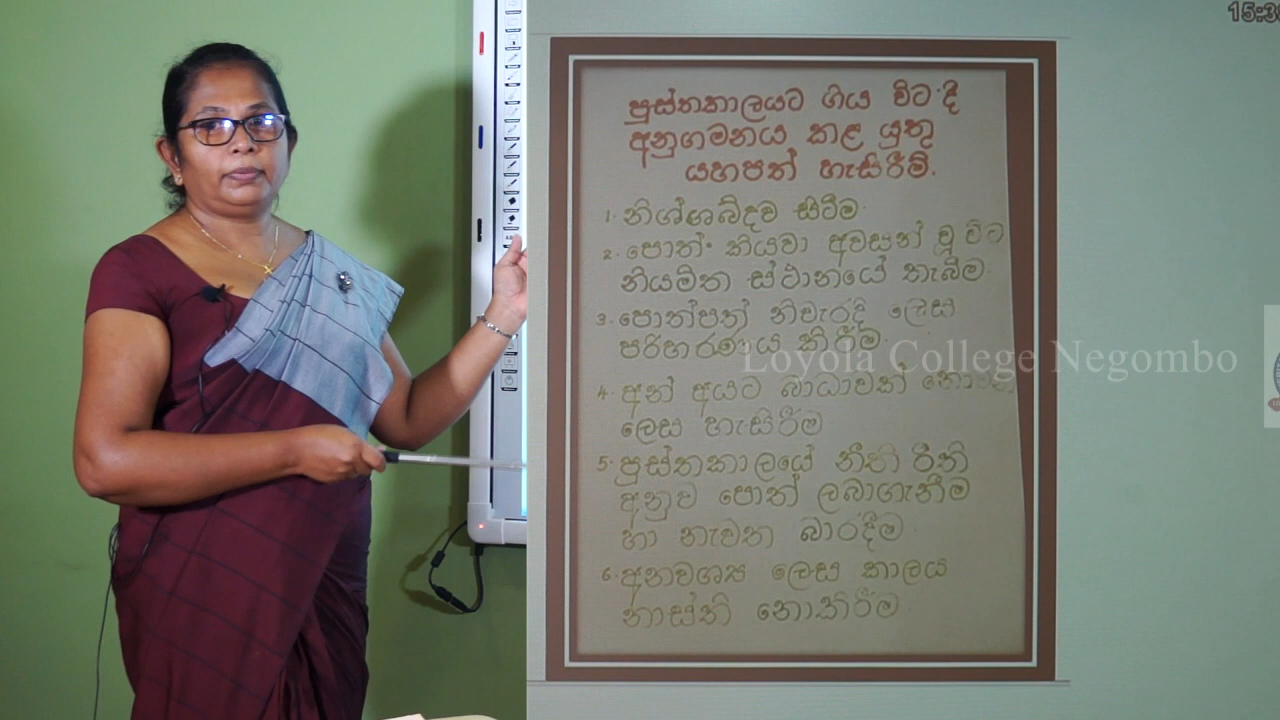 15:3
පුස්තකාලයට ගිය විට දී
අනුගමනය කළ යුතු
යහපත් හැසිරීම්.
1. නිශ්ශබ්දව සිටීම
2. පොත් කියවා අවසන් වූ විට
නියමිත ස්ථානයේ තැබීම
3. පොත්පත් නිවැරදි ලෙස
පරිහරණය කිරීම
4. අන් අයට බාධාවක්
ලෙස හැසිරීම
5. පුස්තකාලයේ නීති රීති
අනුව පොත් ලබාගැනීම
හා නැවත බාරදීම
6. අනවශ්‍ය ලෙස කාලය
නාස්ති නොකිරීම
Loyola College Negombo